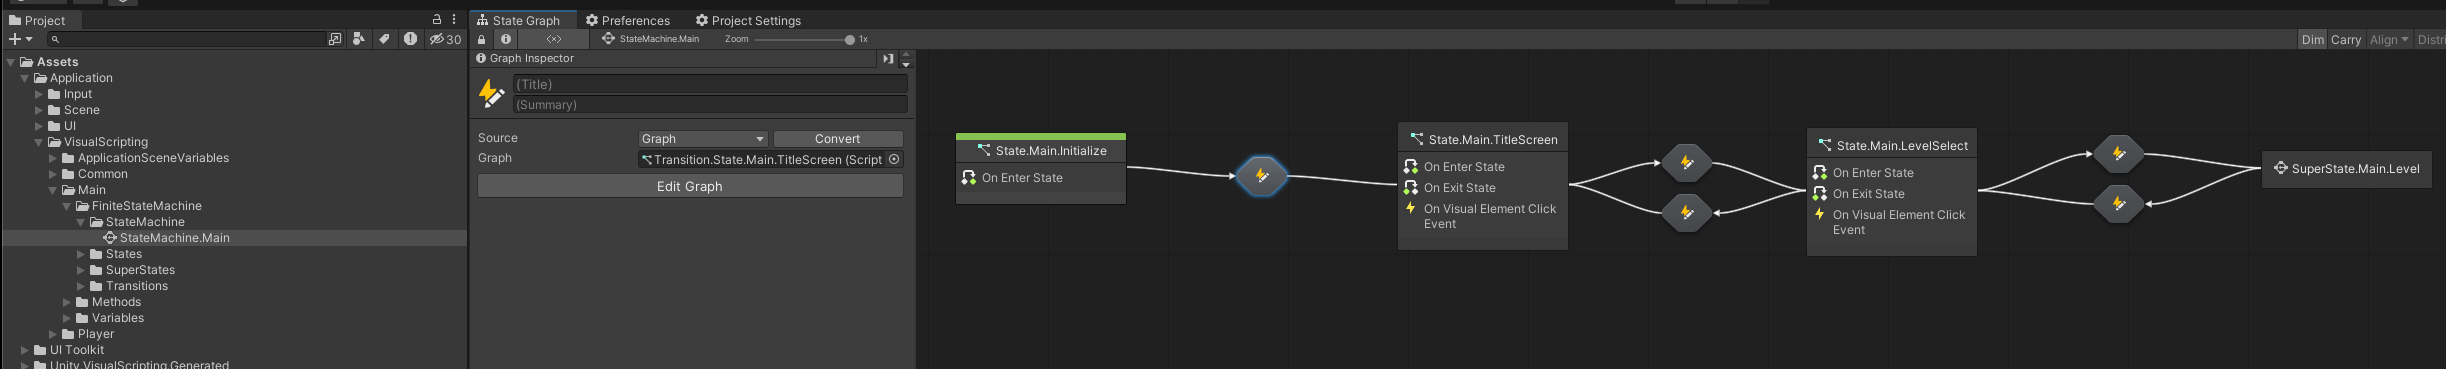 Project
State Graph
Preferences
Project Settings
30
StateMachine.Main
Zoom
1x
Dim
Carry
Align
Distri
Assets
Application
Input
Scene
UI
VisualScripting
ApplicationSceneVariables
Common
Main
FiniteStateMachine
StateMachine
StateMachine.Main
States
SuperStates
Transitions
Methods
Variables
Player
UI Toolkit
Unity.VisualScripting.Generated
Graph Inspector
(Title)
(Summary)
Source
Graph
Convert
Graph
Transition.State.Main.TitleScreen (Script
Edit Graph
State.Main.Initialize
On Enter State
State.Main.TitleScreen
On Enter State
On Exit State
On Visual Element Click
Event
State.Main.LevelSelect
On Enter State
On Exit State
On Visual Element Click
Event
SuperState.Main.Level